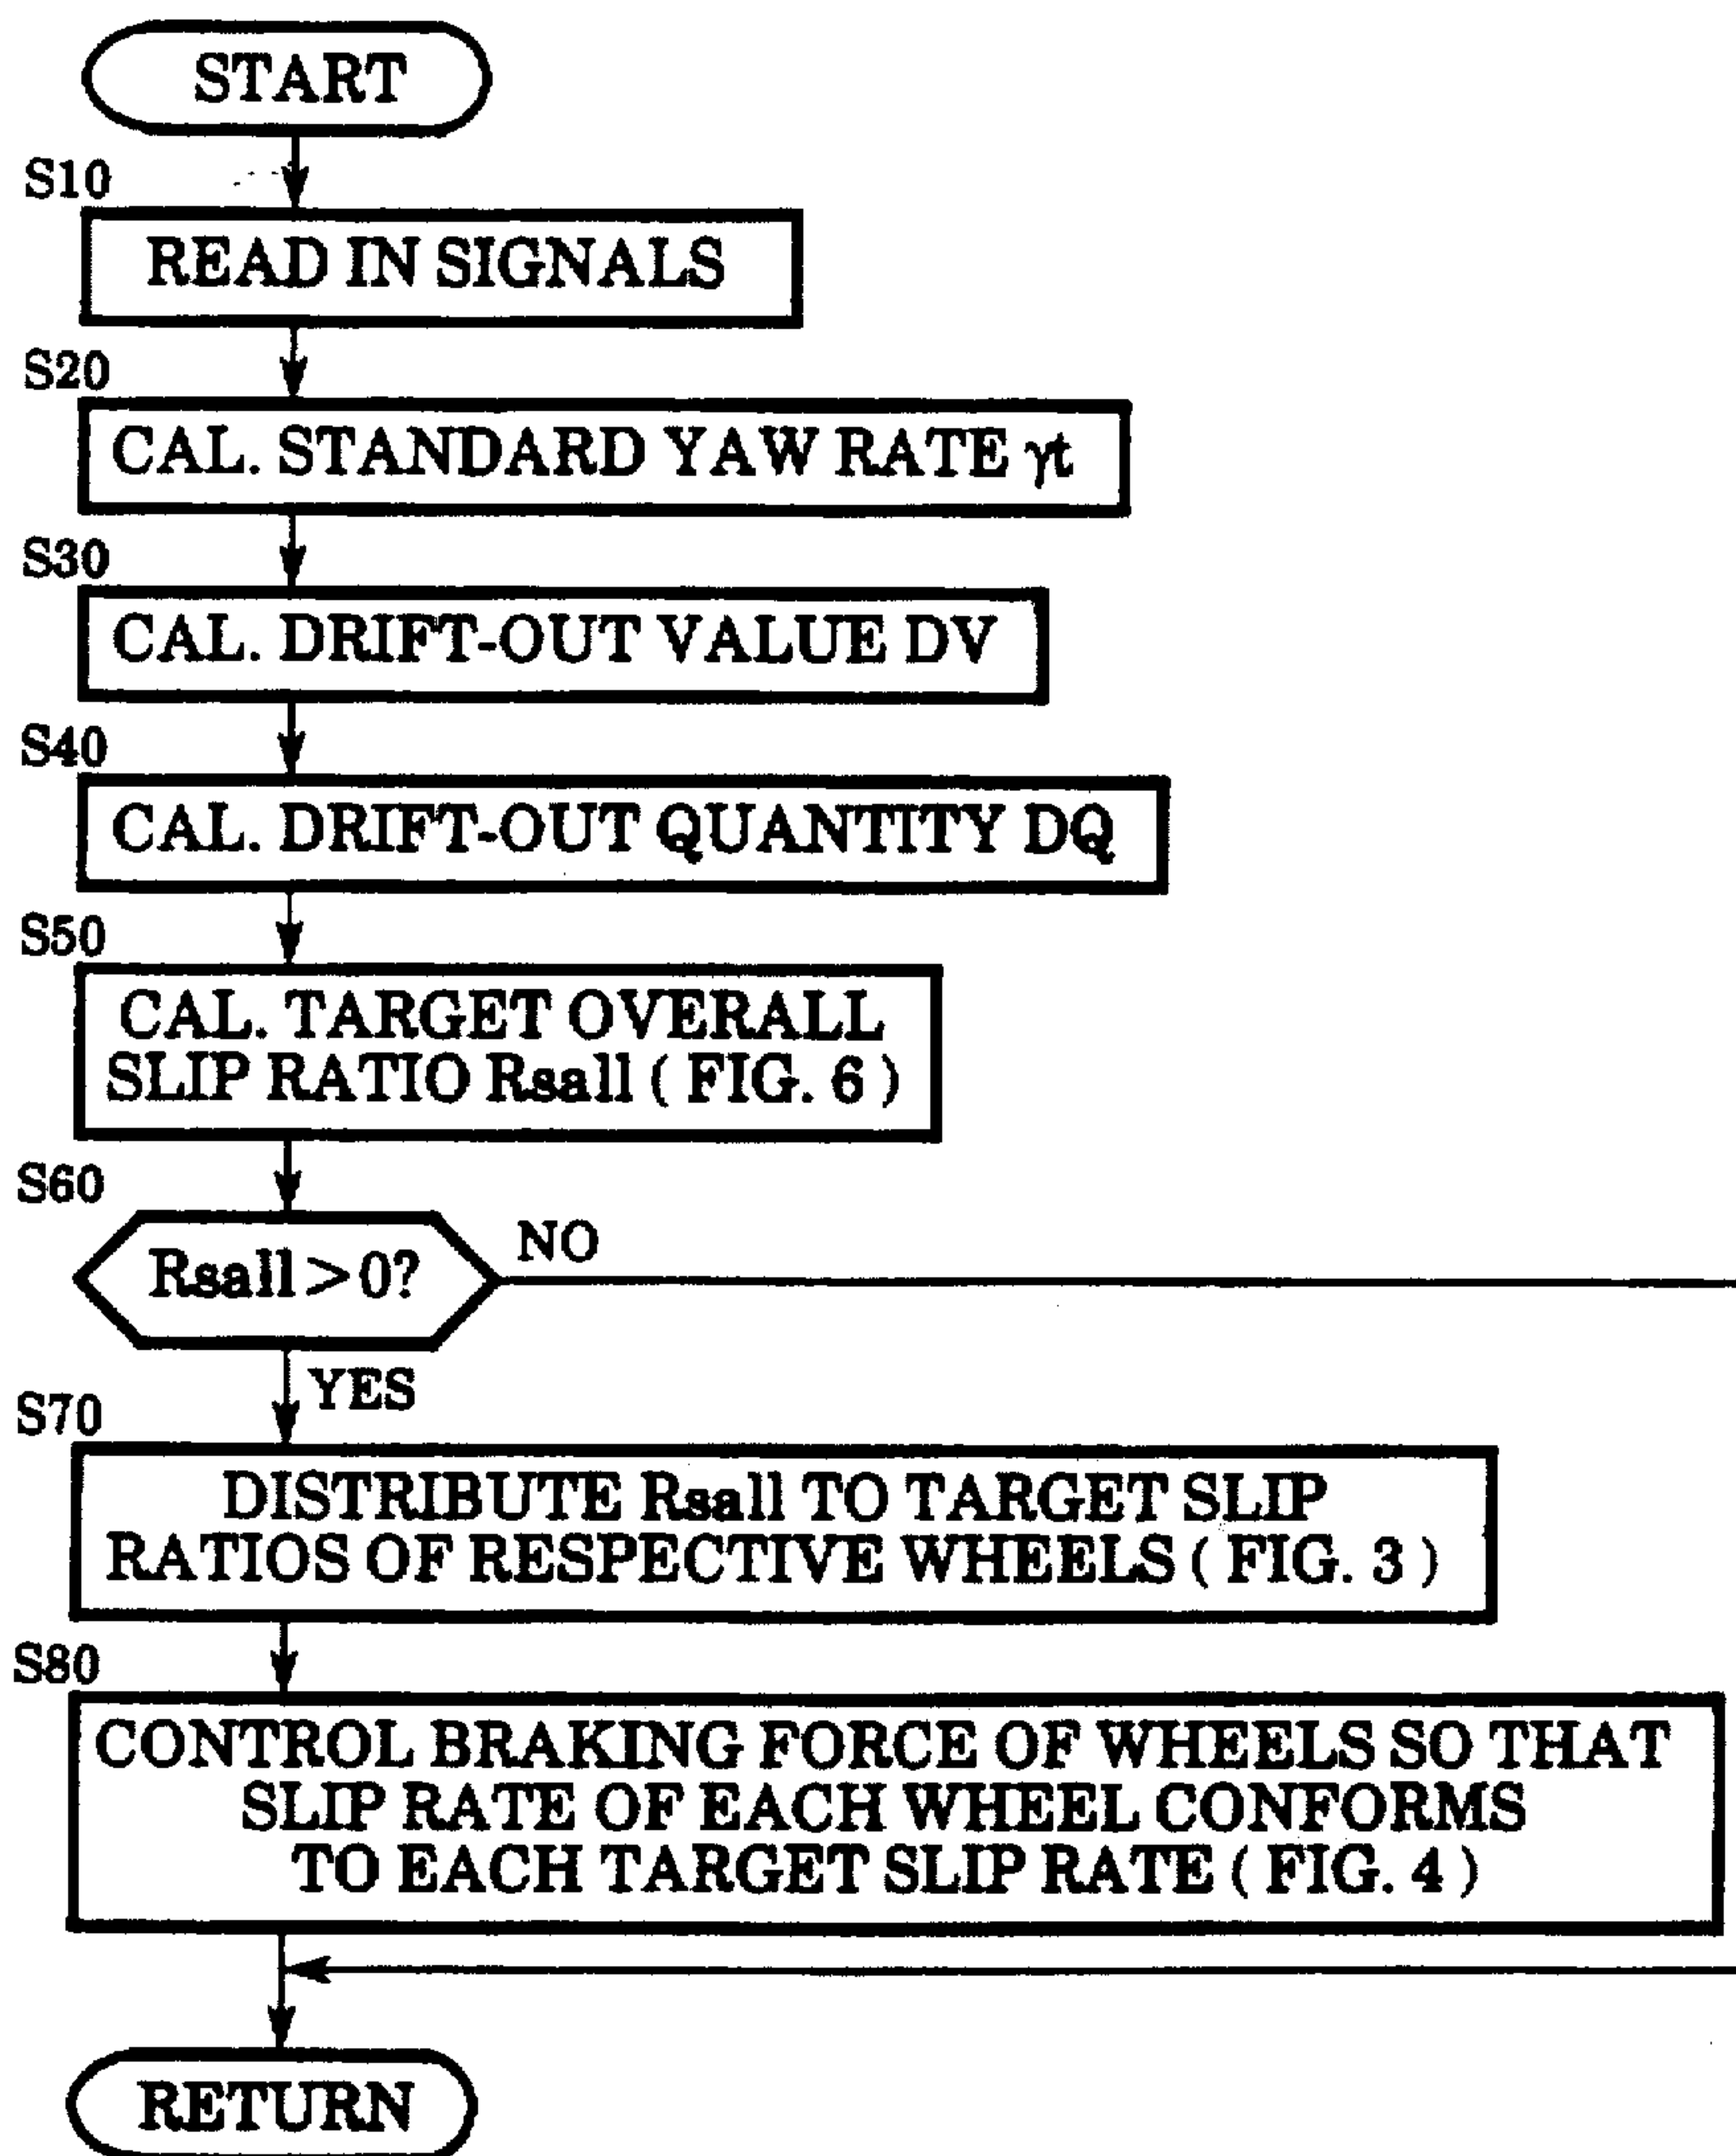 START
S10
READ IN SIGNALS
S20
CAL. STANDARD YAW RATE γt
S30
CAL. DRIFT-OUT VALUE DV
S40
CAL. DRIFT-OUT QUANTITY DQ
S50
CAL. TARGET OVERALL
SLIP RATIO Rsall ( FIG. 6 )
S60
Rsall > 0?
NO
YES
S70
DISTRIBUTE Rsall TO TARGET SLIP
RATIOS OF RESPECTIVE WHEELS ( FIG. 3 )
S80
CONTROL BRAKING FORCE OF WHEELS SO THAT
SLIP RATE OF EACH WHEEL CONFORMS
TO EACH TARGET SLIP RATE ( FIG. 4 )
RETURN